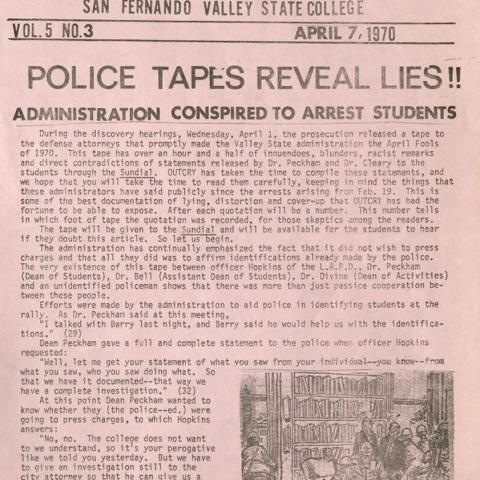 SAN FERNANDO VALLEY STATE COLLEGE
VOL. 5 NO. 3
APRIL 7, 1970
POLICE TAPES REVEAL LIES!!
ADMINISTRATION CONSPIRED TO ARREST STUDENTS
During the discovery hearings, Wednesday, April 1, the prosecution released a tape to
the defense attorneys that promptly made the Valley State administration the April Fools
of 1970. This tape has over an hour and a half of innuendoes, blunders, racist remarks
and direct contradictions of statements released by Dr. Peckham and Dr. Cleary to the
students through the Sundial. OUTCRY has taken the time to compile these statements, and
we hope that you will take the time to read them carefully, keeping in mind the things that
these administrators have said publicly since the arrests arising from Feb. 19. This is
some of the best documentation of lying, distortion and cover-up that OUTCRY has had the
fortune to be able to expose. After each quotation will be a number. This number tells
in which foot of tape the quotation was recorded, for those skeptics among the readers.
The tape will be given to the Sundial and will be available for the students to hear
if they doubt this article. So let us begin.
The administration has continually emphasized the fact that it did not wish to press
charges and that all they did was to affirm identifications already made by the police.
The very existence of this tape between officer Hopkins of the L.A.P.D., Dr. Peckham
(Dean of Students), Dr. Bell (Assistant Dean of Students), Dr. Divine (Dean of Activities)
and an unidentified policeman shows that there was more than just passice cooperation be-
tween these people.
Efforts were made by the administration to aid police in identifying students at the
rally. As Dr. Peckham said at this meeting,
"I talked with Barry last night, and Barry said he would help us with the identifica-
tions." (29)
Dean Peckham gave a full and complete statement to the police when officer Hopkins
requested:
"Well, let me get your statement of what you saw from your individual--you know--from
what you saw, who you saw doing what. So
that we have it documented--that way we
have a complete investigation." (32)
At this point Dean Peckham wanted to
know whether they (the police--ed.) were
going to press charges, to which Hopkins
answers:
"No, no. The college does not want
to we understand, so it's your perogative
like we told you yesterday. But we have
to give an investigation still to the
city attorney so that he can give us a